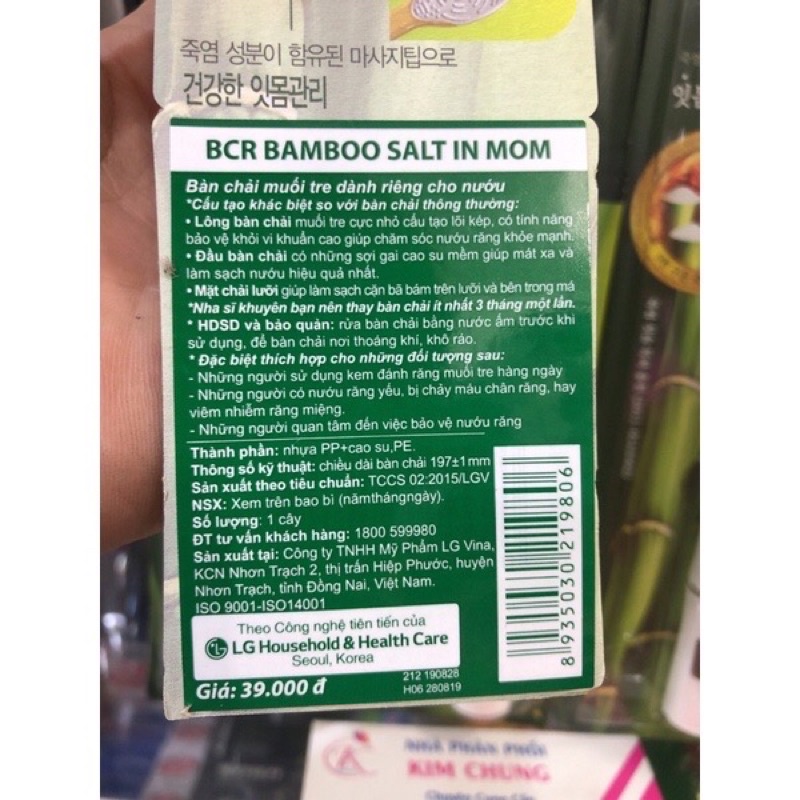 죽염 성분이 함유된 마사지팁으로
건강한 잇몸관리
BCR BAMBOO SALT IN MOM
Bàn chải muối tre dành riêng cho nướu
*Cấu tạo khác biệt so với bàn chải thông thường:
• Lông bàn chải muối tre cực nhỏ cấu tạo lõi kép, có tính năng
bảo vệ khỏi vi khuẩn cao giúp chăm sóc nướu răng khỏe mạnh.
• Đầu bàn chải có những sợi gai cao su mềm giúp mát xa và
làm sạch nướu hiệu quả nhất.
• Mặt chải lưỡi giúp làm sạch cặn bã bám trên lưỡi và bên trong má
*Nha sĩ khuyên bạn nên thay bàn chải ít nhất 3 tháng một lần.
* HDSD và bảo quản: rửa bàn chải bằng nước ấm trước khi
sử dụng, để bàn chải nơi thoáng khí, khô ráo.
* Đặc biệt thích hợp cho những đối tượng sau:
- Những người sử dụng kem đánh răng muối tre hàng ngày
- Những người có nướu răng yếu, bị chảy máu chân răng, hay
viêm nhiễm răng miệng.
- Những người quan tâm đến việc bảo vệ nướu răng
Thành phần: nhựa PP+cao su,PE.
Thông số kỹ thuật: chiều dài bàn chải 197±1mm
Sản xuất theo tiêu chuẩn: TCCS 02:2015/LGV
NSX: Xem trên bao bì (nămthángngày).
Số lượng: 1 cây
ĐT tư vấn khách hàng: 1800 599980
Sản xuất tại: Công ty TNHH Mỹ Phẩm LG Vina,
KCN Nhơn Trạch 2, thị trấn Hiệp Phước, huyện
Nhơn Trạch, tỉnh Đồng Nai, Việt Nam.
ISO 9001-ISO14001
8935030219806
Theo Công nghệ tiên tiến của
LG Household & Health Care
Seoul, Korea
Giá: 39.000 đ
212 190828
H06 280819
NHÀ PHÂN PHỐI
KIM CHUNG